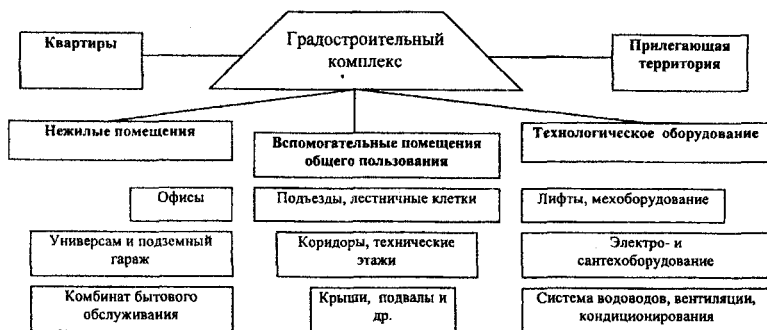 Квартиры
Градостроительный
комплекс
Прилегающая
территория
Нежилые помещения
Вспомогательные помещения
общего пользования
Технологическое оборудование
Офисы
Подъезды, лестничные клетки
Лифты, мехоборудование
Универсам и подземный
гараж
Коридоры, технические
этажи
Электро- и
сантехоборудование
Комбинат бытового
обслуживания
Крыши, подвалы и
др.
Система водоводов, вентиляции,
кондиционирования